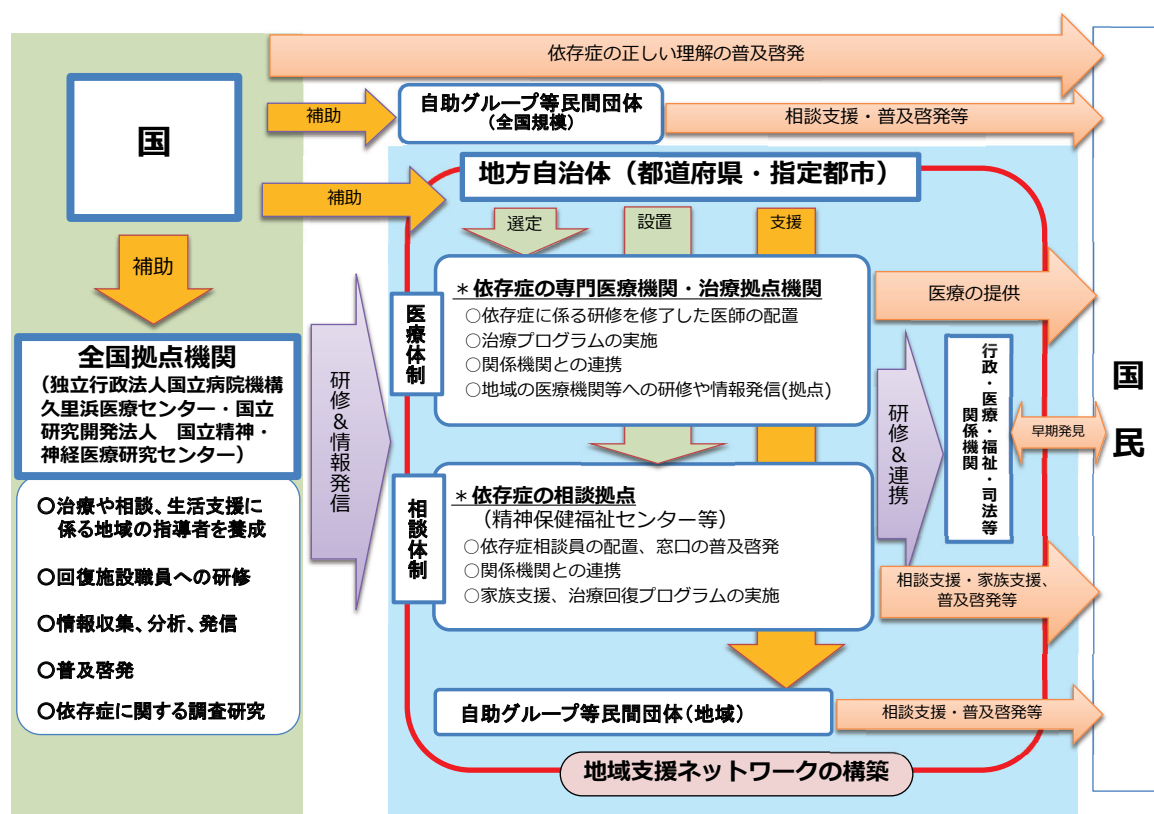 依存症の正しい理解の普及啓発
国
補助
自助グループ等民間団体
（全国規模）
相談支援・普及啓発等
補助
地方自治体（都道府県・指定都市）
選定
設置
支援
補助
医療体制
＊依存症の専門医療機関・治療拠点機関
○依存症に係る研修を修了した医師の配置
○治療プログラムの実施
○関係機関との連携
○地域の医療機関等への研修や情報発信(拠点)
医療の提供
全国拠点機関
（独立行政法人国立病院機構
久里浜医療センター・国立
研究開発法人　国立精神・
神経医療研究センター）
研修＆情報発信
研修＆連携
行政・医療・福祉・司法等
関係機関
早期発見
国民
○治療や相談、生活支援に
係る地域の指導者を養成
○回復施設職員への研修
○情報収集、分析、発信
○普及啓発
○依存症に関する調査研究
相談体制
＊依存症の相談拠点
（精神保健福祉センター等）
○依存症相談員の配置、窓口の普及啓発
○関係機関との連携
○家族支援、治療回復プログラムの実施
相談支援・家族支援、
普及啓発等
自助グループ等民間団体（地域）
相談支援・普及啓発等
地域支援ネットワークの構築